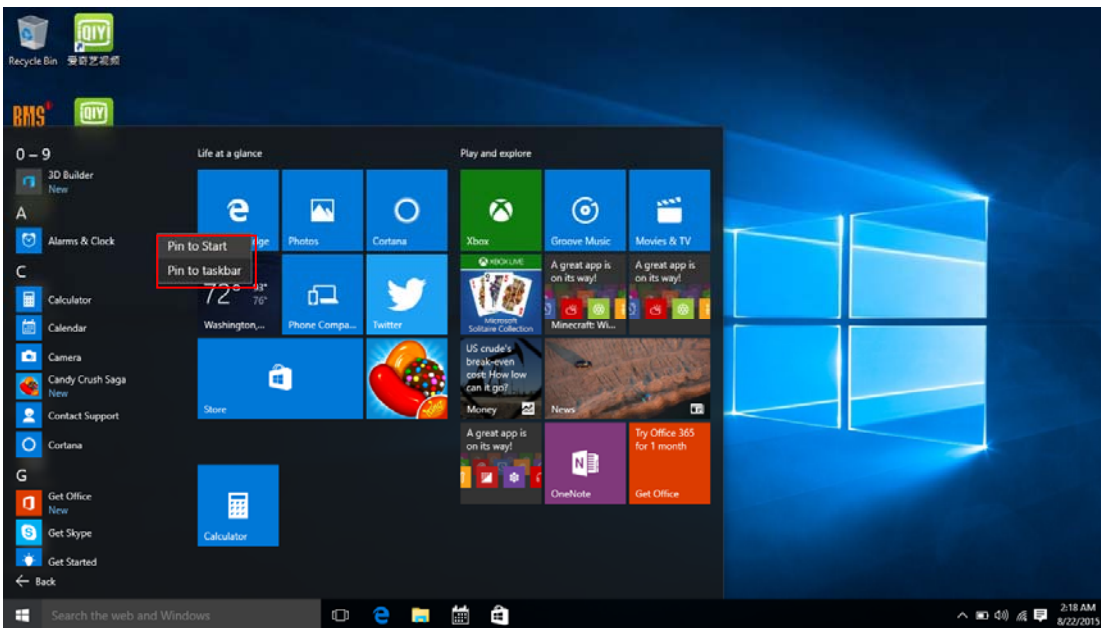 Recycle Bin
爱奇艺视频
QIY
BMS
QIY
0 – 9
3D Builder
New
A
Alarms & Clock
C
Calculator
Calendar
Camera
Candy Crush Saga
New
Contact Support
Cortana
G
Get Office
New
Get Skype
Get Started
Back
Pin to Start
Pin to taskbar
Life at a glance
Photos
Cortana
72° 93°
76°
Washington,...
Phone Compa...
Twitter
Store
Calculator
Play and explore
Xbox
Groove Music
Movies & TV
XBOX LIVE
Microsoft
Solitaire Collection
A great app is
on its way!
Minecraft: Wi...
A great app is
on its way!
US crude's
break-even
cost: How low
can it go?
Money
News
A great app is
on its way!
OneNote
Try Office 365
for 1 month
Get Office
Search the web and Windows
2:18 AM
8/22/2015